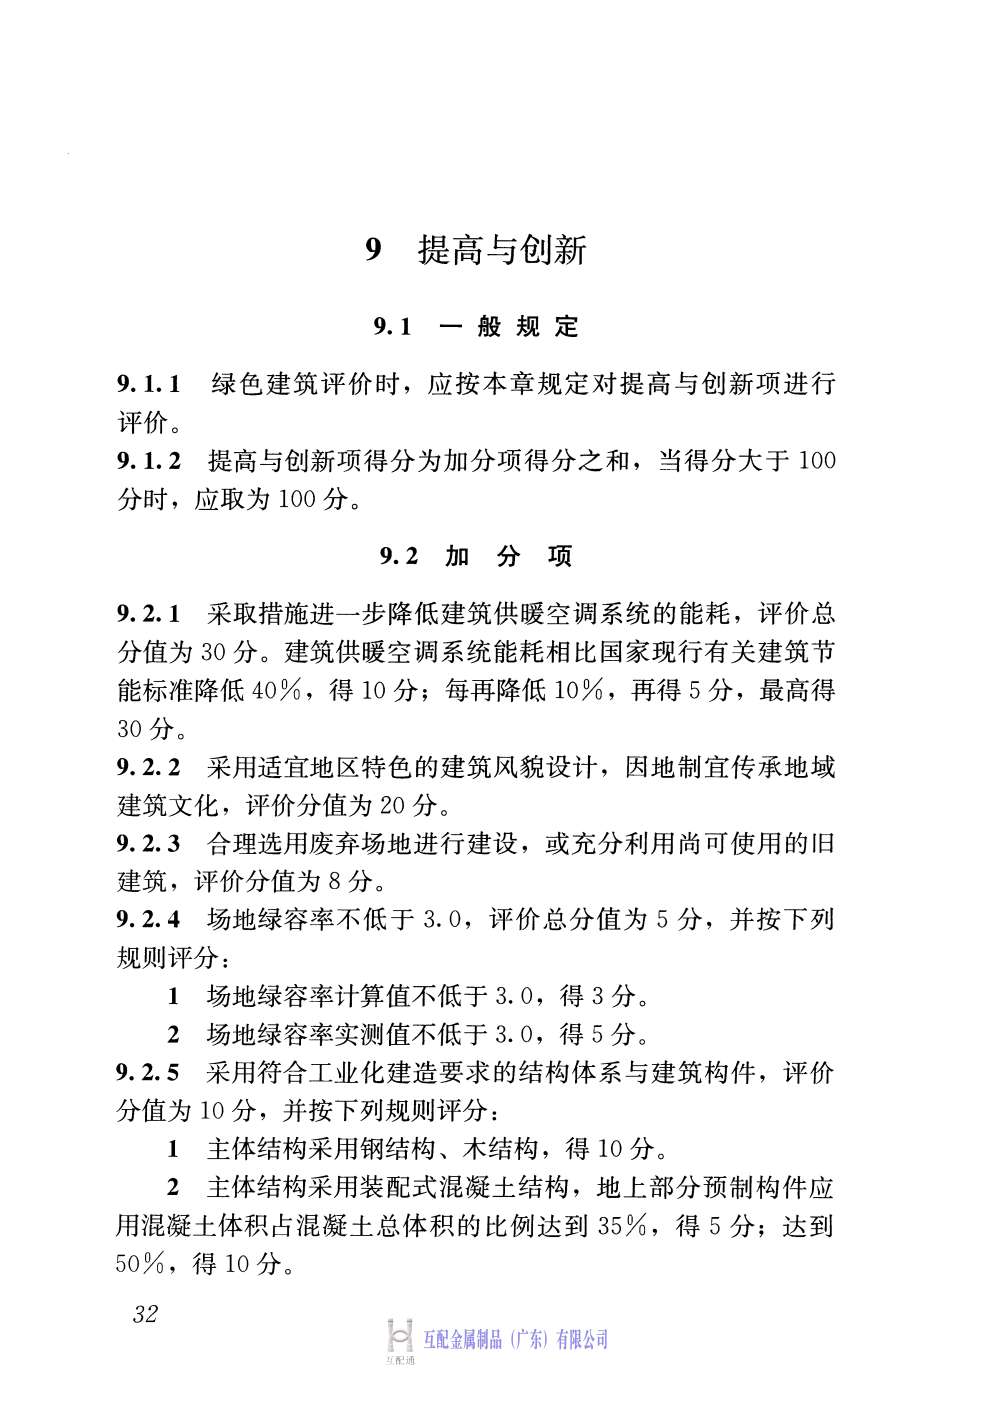 9 提高与创新
9.1 一般规定
9.1.1 绿色建筑评价时，应按本章规定对提高与创新项进行
评价。
9.1.2 提高与创新项得分为加分项得分之和，当得分大于 100
分时，应取为 100 分。
9.2 加分项
9.2.1 采取措施进一步降低建筑供暖空调系统的能耗，评价总
分值为 30 分。建筑供暖空调系统能耗相比国家现行有关建筑节
能标准降低 40%，得 10 分；每再降低 10%，再得 5 分，最高得
30 分。
9.2.2 采用适宜地区特色的建筑风貌设计，因地制宜传承地域
建筑文化，评价分值为 20 分。
9.2.3 合理选用废弃场地进行建设，或充分利用尚可使用的旧
建筑，评价分值为 8 分。
9.2.4 场地绿容率不低于 3.0，评价总分值为 5 分，并按下列
规则评分：
1 场地绿容率计算值不低于 3.0，得 3 分。
2 场地绿容率实测值不低于 3.0，得 5 分。
9.2.5 采用符合工业化建造要求的结构体系与建筑构件，评价
分值为 10 分，并按下列规则评分：
1 主体结构采用钢结构、木结构，得 10 分。
2 主体结构采用装配式混凝土结构，地上部分预制构件应
用混凝土体积占混凝土总体积的比例达到 35%，得 5 分；达到
50%，得 10 分。
32
互配金属制品（广东）有限公司
互配通